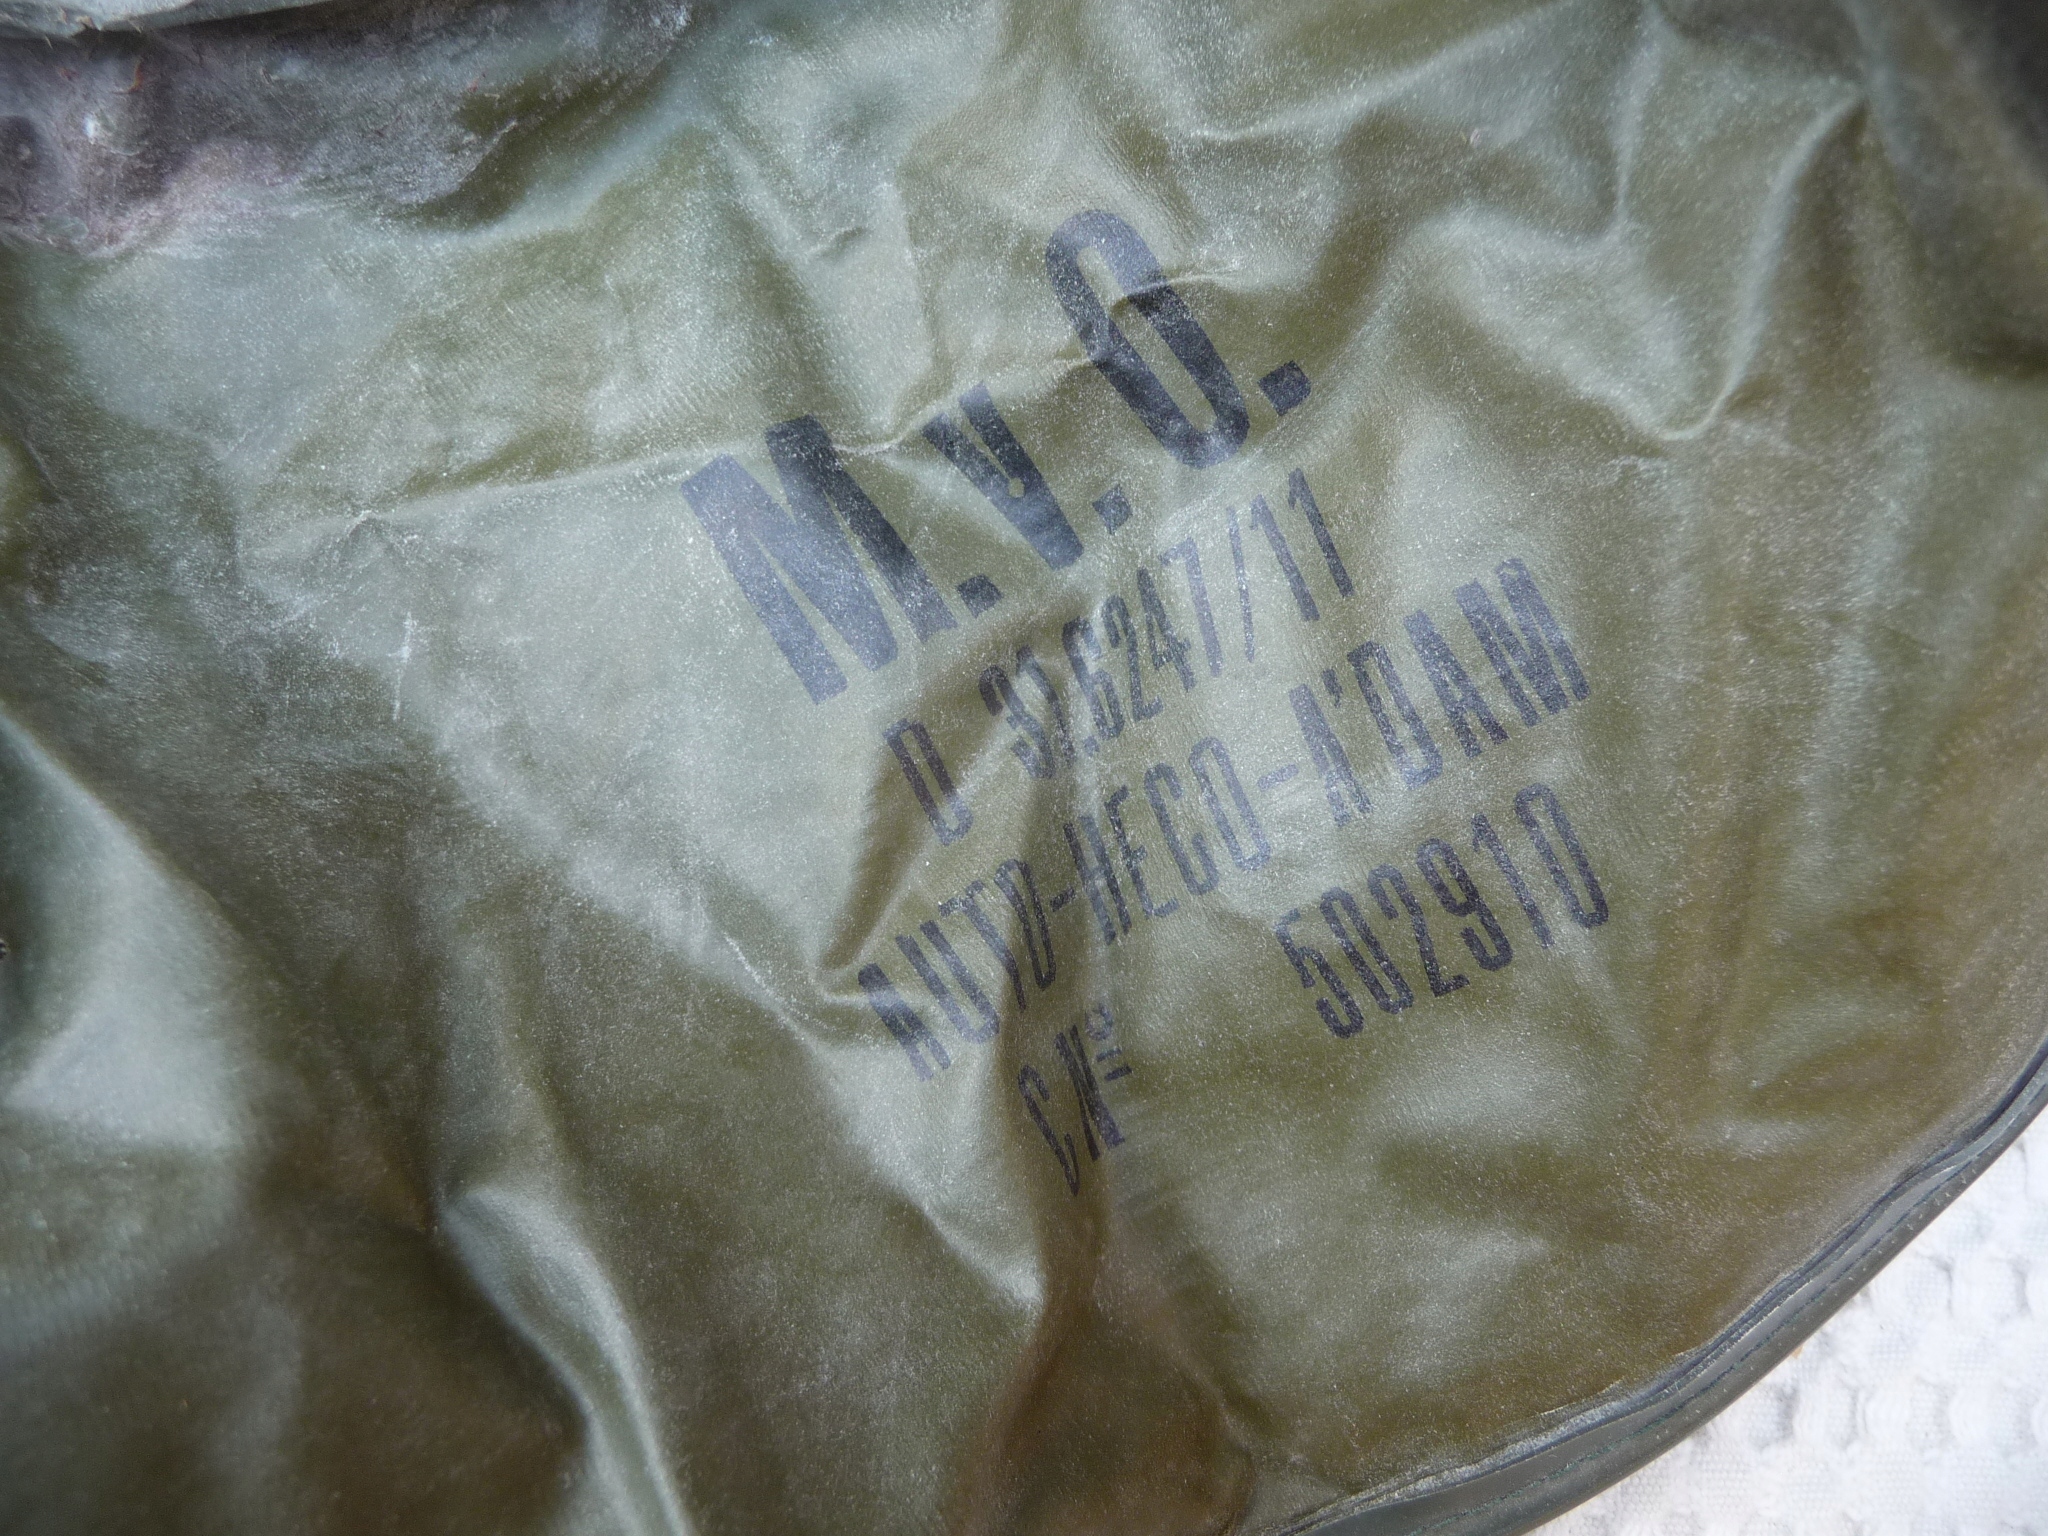 M.v.O.
D 32.6247/11
AUTO-HECO-A'DAM
C.Nº 502910